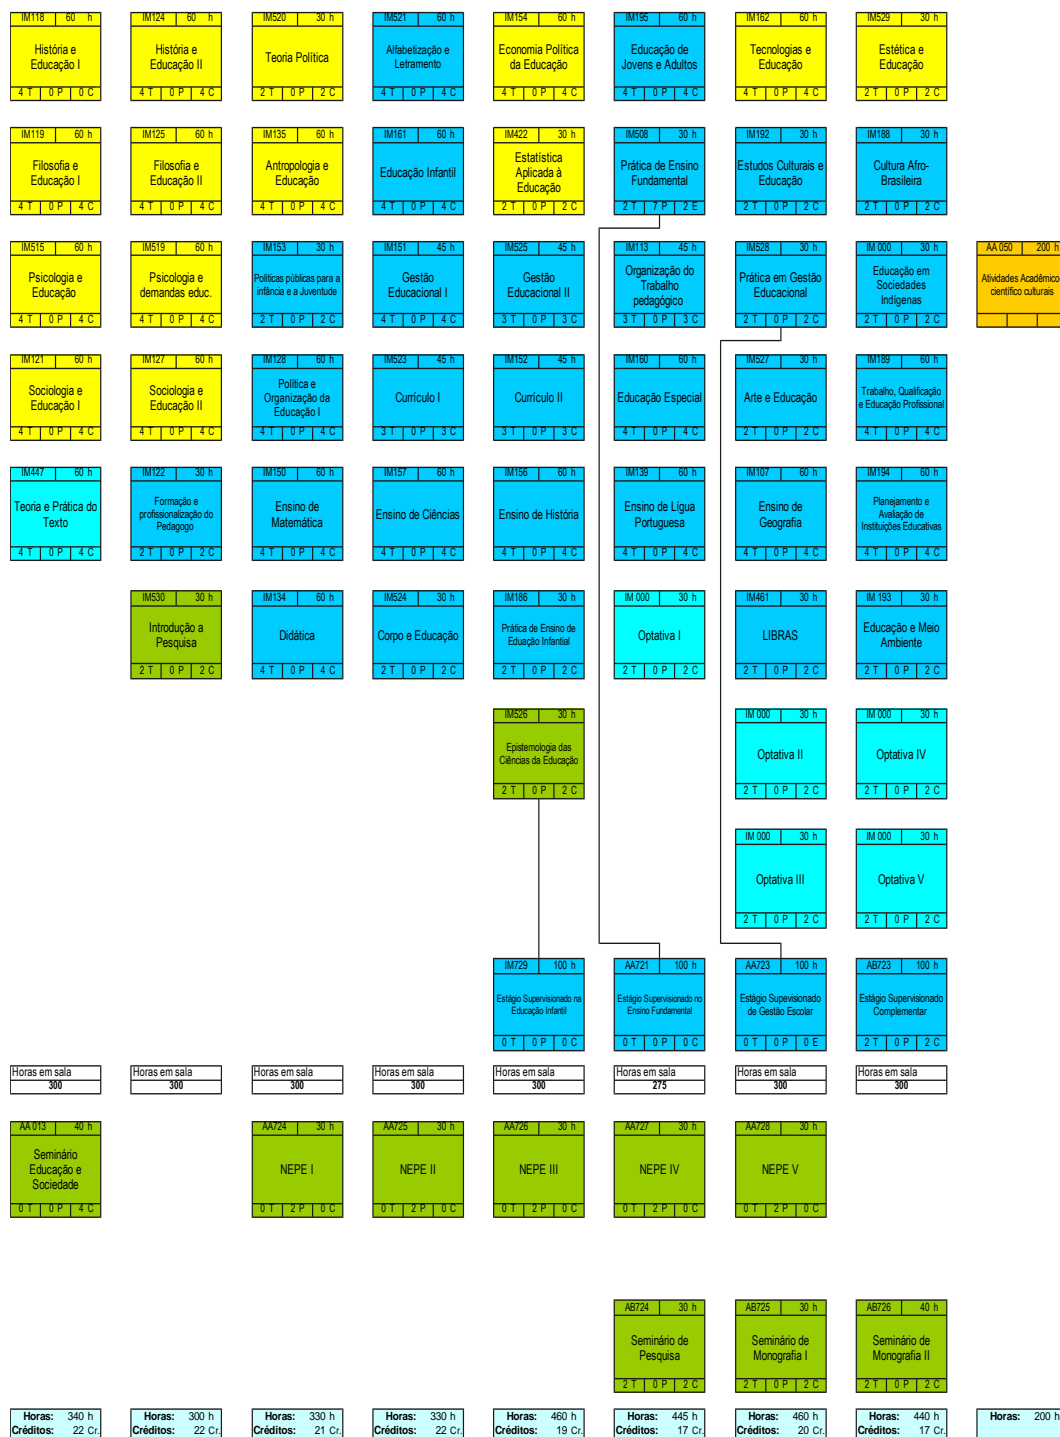 IM118 60 h
História e
Educação I
4 T 0 P 0 C
IM124 60 h
História e
Educação II
4 T 0 P 4 C
IM520 30 h
Teoria Política
2 T 0 P 2 C
IM521 60 h
Alfabetização e
Letramento
4 T 0 P 4 C
IM154 60 h
Economia Política
da Educação
4 T 0 P 4 C
IM195 60 h
Educação de
Jovens e Adultos
4 T 0 P 4 C
IM162 60 h
Tecnologias e
Educação
4 T 0 P 4 C
IM529 30 h
Estética e
Educação
2 T 0 P 2 C
IM119 60 h
Filosofia e
Educação I
4 T 0 P 4 C
IM125 60 h
Filosofia e
Educação II
4 T 0 P 4 C
IM135 60 h
Antropologia e
Educação
4 T 0 P 4 C
IM161 60 h
Educação Infantil
4 T 0 P 4 C
IM422 30 h
Estatística
Aplicada à
Educação
2 T 0 P 2 C
IM508 30 h
Prática de Ensino
Fundamental
2 T 7 P 2 E
IM192 30 h
Estudos Culturais e
Educação
2 T 0 P 2 C
IM188 30 h
Cultura Afro-
Brasileira
2 T 0 P 2 C
IM515 60 h
Psicologia e
Educação
4 T 0 P 4 C
IM519 60 h
Psicologia e
demandas educ.
4 T 0 P 4 C
IM153 30 h
Políticas públicas para a
infância e a Juventude
2 T 0 P 2 C
IM151 45 h
Gestão
Educacional I
4 T 0 P 4 C
IM525 45 h
Gestão
Educacional II
3 T 0 P 3 C
IM113 45 h
Organização do
Trabalho
pedagógico
3 T 0 P 3 C
IM528 30 h
Prática em Gestão
Educacional
2 T 0 P 2 C
IM 000 30 h
Educação em
Sociedades
Indígenas
2 T 0 P 2 C
AA 050 200 h
Atividades Acadêmico-
científico culturais
IM121 60 h
Sociologia e
Educação I
4 T 0 P 4 C
IM127 60 h
Sociologia e
Educação II
4 T 0 P 4 C
IM128 60 h
Política e
Organização da
Educação I
4 T 0 P 4 C
IM523 45 h
Currículo I
3 T 0 P 3 C
IM152 45 h
Currículo II
3 T 0 P 3 C
IM160 60 h
Educação Especial
4 T 0 P 4 C
IM527 30 h
Arte e Educação
2 T 0 P 2 C
IM189 60 h
Trabalho, Qualificação
e Educação Profissional
4 T 0 P 4 C
IM447 60 h
Teoria e Prática do
Texto
4 T 0 P 4 C
IM122 30 h
Formação e
profissionalização do
Pedagogo
2 T 0 P 2 C
IM150 60 h
Ensino de
Matemática
4 T 0 P 4 C
IM157 60 h
Ensino de Ciências
4 T 0 P 4 C
IM156 60 h
Ensino de História
4 T 0 P 4 C
IM139 60 h
Ensino de Lígua
Portuguesa
4 T 0 P 4 C
IM107 60 h
Ensino de
Geografia
4 T 0 P 4 C
IM194 60 h
Planejamento e
Avaliação de
Instituições Educativas
4 T 0 P 4 C
IM530 30 h
Introdução a
Pesquisa
2 T 0 P 2 C
IM134 60 h
Didática
4 T 0 P 4 C
IM524 30 h
Corpo e Educação
2 T 0 P 2 C
IM186 30 h
Prática de Ensino de
Eduação Infantial
2 T 0 P 2 C
IM 000 30 h
Optativa I
2 T 0 P 2 C
IM461 30 h
LIBRAS
2 T 0 P 2 C
IM 193 30 h
Educação e Meio
Ambiente
2 T 0 P 2 C
IM526 30 h
Epistemologia das
Ciências da Educação
2 T 0 P 2 C
IM 000 30 h
Optativa II
2 T 0 P 2 C
IM 000 30 h
Optativa IV
2 T 0 P 2 C
IM 000 30 h
Optativa III
2 T 0 P 2 C
IM 000 30 h
Optativa V
2 T 0 P 2 C
IM729 100 h
Estágio Supervisionado na
Educação Infantil
0 T 0 P 0 C
AA721 100 h
Estágio Supervisionado no
Ensino Fundamental
0 T 0 P 0 C
AA723 100 h
Estágio Supevisionado
de Gestão Escolar
0 T 0 P 0 E
AB723 100 h
Estágio Supervisionado
Complementar
2 T 0 P 2 C
Horas em sala
300
Horas em sala
300
Horas em sala
300
Horas em sala
300
Horas em sala
300
Horas em sala
275
Horas em sala
300
Horas em sala
300
AA 013 40 h
Seminário
Educação e
Sociedade
0 T 0 P 4 C
AA724 30 h
NEPE I
0 T 2 P 0 C
AA725 30 h
NEPE II
0 T 2 P 0 C
AA726 30 h
NEPE III
0 T 2 P 0 C
AA727 30 h
NEPE IV
0 T 2 P 0 C
AA728 30 h
NEPE V
0 T 2 P 0 C
AB724 30 h
Seminário de
Pesquisa
2 T 0 P 2 C
AB725 30 h
Seminário de
Monografia I
2 T 0 P 2 C
AB726 40 h
Seminário de
Monografia II
2 T 0 P 2 C
Horas: 340 h
Créditos: 22 Cr.
Horas: 300 h
Créditos: 22 Cr.
Horas: 330 h
Créditos: 21 Cr.
Horas: 330 h
Créditos: 22 Cr.
Horas: 460 h
Créditos: 19 Cr.
Horas: 445 h
Créditos: 17 Cr.
Horas: 460 h
Créditos: 20 Cr.
Horas: 440 h
Créditos: 17 Cr.
Horas: 200 h